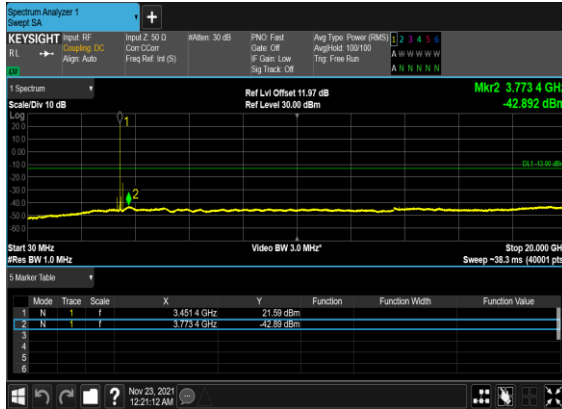 Spectrum Analyzer 1
Swept SA
+
KEYSIGHT Input: RF Input Z: 50 Ω #Atten: 30 dB PNO: Fast Avg Type: Power (RMS) 1 2 3 4 5 6
RL Coupling: DC Corr CCorr Gate: Off Avg|Hold: 100/100 A W W W W W
Align: Auto Freq Ref: Int (S) IF Gain: Low Trig: Free Run
LU Sig Track: Off A N N N N N
1 Spectrum Ref Lvl Offset 11.97 dB Mkr2 3.773 4 GHz
Scale/Div 10 dB Ref Level 30.00 dBm -42.892 dBm
Log
20.0
10.0
0.00
-10.0
-20.0
-30.0
-40.0
-50.0
-60.0
1
2
DL1 -13.00 dBm
Start 30 MHz Video BW 3.0 MHz* Stop 20.000 GHz
#Res BW 1.0 MHz Sweep ~38.3 ms (40001 pts)
5 Marker Table
Mode Trace Scale X Y Function Function Width Function Value
1 N 1 f 3.451 4 GHz 21.59 dBm
2 N 1 f 3.773 4 GHz -42.89 dBm
3
4
5
6
? Nov 23, 2021
12:21:12 AM